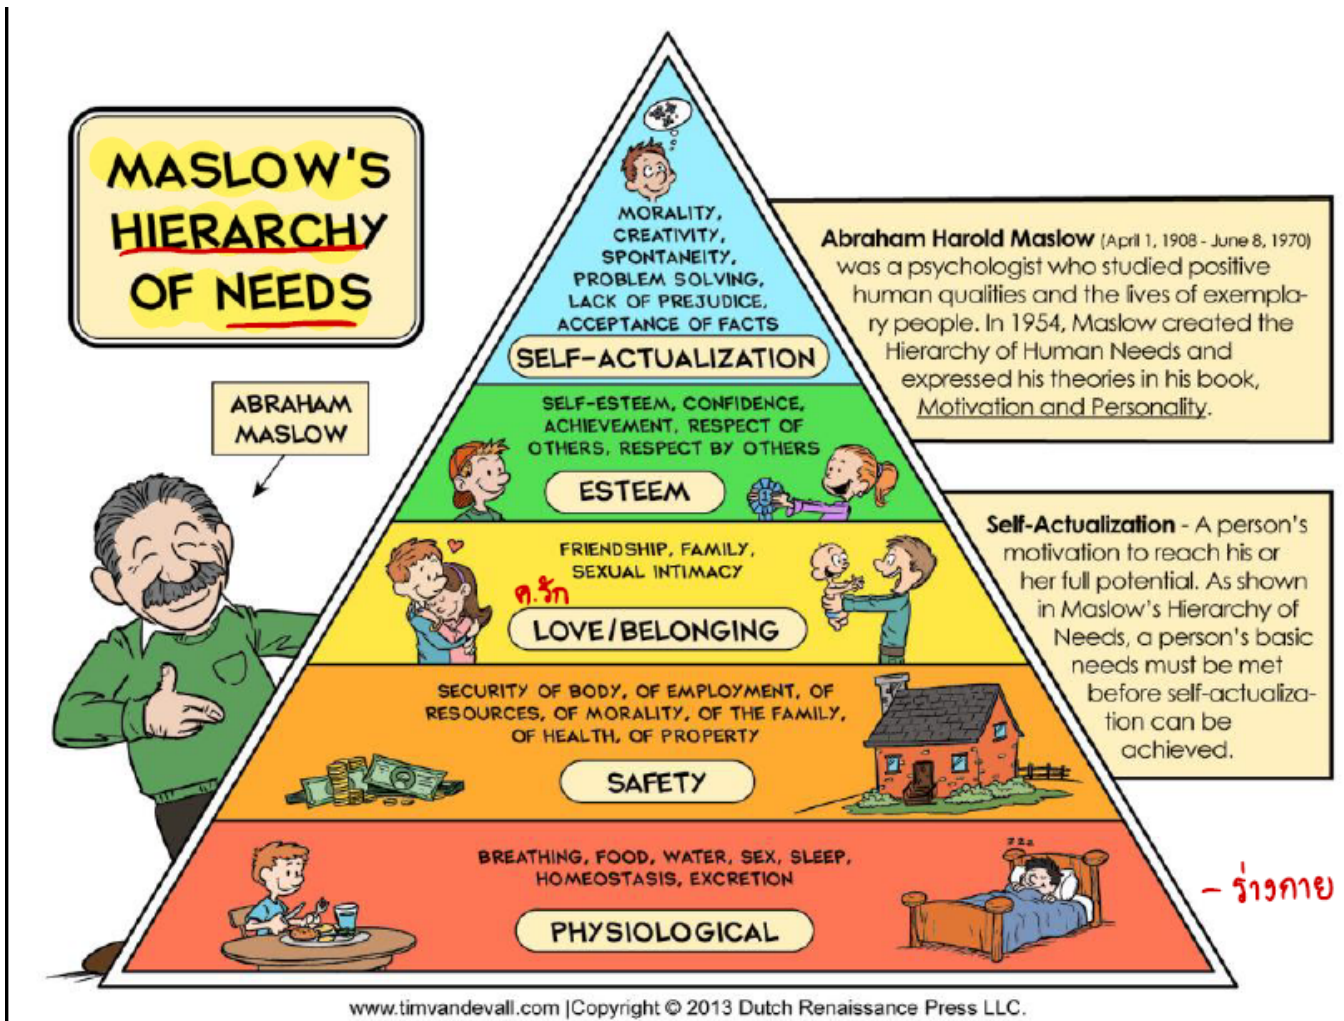 MASLOW'S
HIERARCHY
OF NEEDS
ABRAHAM
MASLOW
MORALITY,
CREATIVITY,
SPONTANEITY,
PROBLEM SOLVING,
LACK OF PREJUDICE,
ACCEPTANCE OF FACTS
SELF-ACTUALIZATION
SELF-ESTEEM, CONFIDENCE,
ACHIEVEMENT, RESPECT OF
OTHERS, RESPECT BY OTHERS
ESTEEM
1
FRIENDSHIP, FAMILY,
SEXUAL INTIMACY
ค.รัก
LOVE/BELONGING
SECURITY OF BODY, OF EMPLOYMENT, OF
RESOURCES, OF MORALITY, OF THE FAMILY,
OF HEALTH, OF PROPERTY
SAFETY
BREATHING, FOOD, WATER, SEX, SLEEP,
HOMEOSTASIS, EXCRETION
PHYSIOLOGICAL
zzz
- ร่างกาย
Abraham Harold Maslow (April 1, 1908 - June 8, 1970)
was a psychologist who studied positive
human qualities and the lives of exempla-
ry people. In 1954, Maslow created the
Hierarchy of Human Needs and
expressed his theories in his book,
Motivation and Personality.
Self-Actualization - A person's
motivation to reach his or
her full potential. As shown
in Maslow's Hierarchy of
Needs, a person's basic
needs must be met
before self-actualiza-
tion can be
achieved.
www.timvandevall.com |Copyright © 2013 Dutch Renaissance Press LLC.